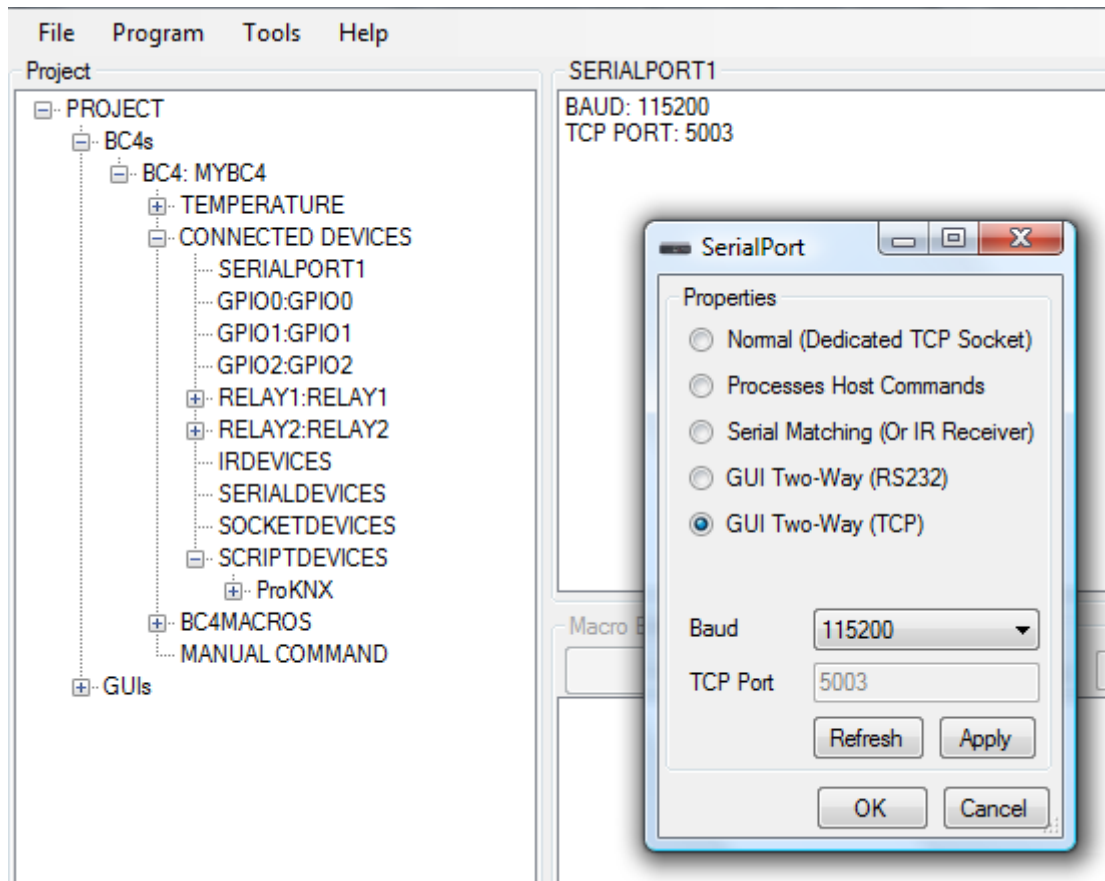 File Program Tools Help
Project
PROJECT
BC4s
BC4: MYBC4
TEMPERATURE
CONNECTED DEVICES
SERIALPORT1
GPIO0:GPIO0
GPIO1:GPIO1
GPIO2:GPIO2
RELAY1:RELAY1
RELAY2:RELAY2
IRDEVICES
SERIALDEVICES
SOCKETDEVICES
SCRIPTDEVICES
ProKNX
BC4MACROS
MANUAL COMMAND
GUIs
SERIALPORT1
BAUD: 115200
TCP PORT: 5003
Macro
SerialPort
Properties
Normal (Dedicated TCP Socket)
Processes Host Commands
Serial Matching (Or IR Receiver)
GUI Two-Way (RS232)
GUI Two-Way (TCP)
Baud 115200
TCP Port 5003
Refresh Apply
OK Cancel